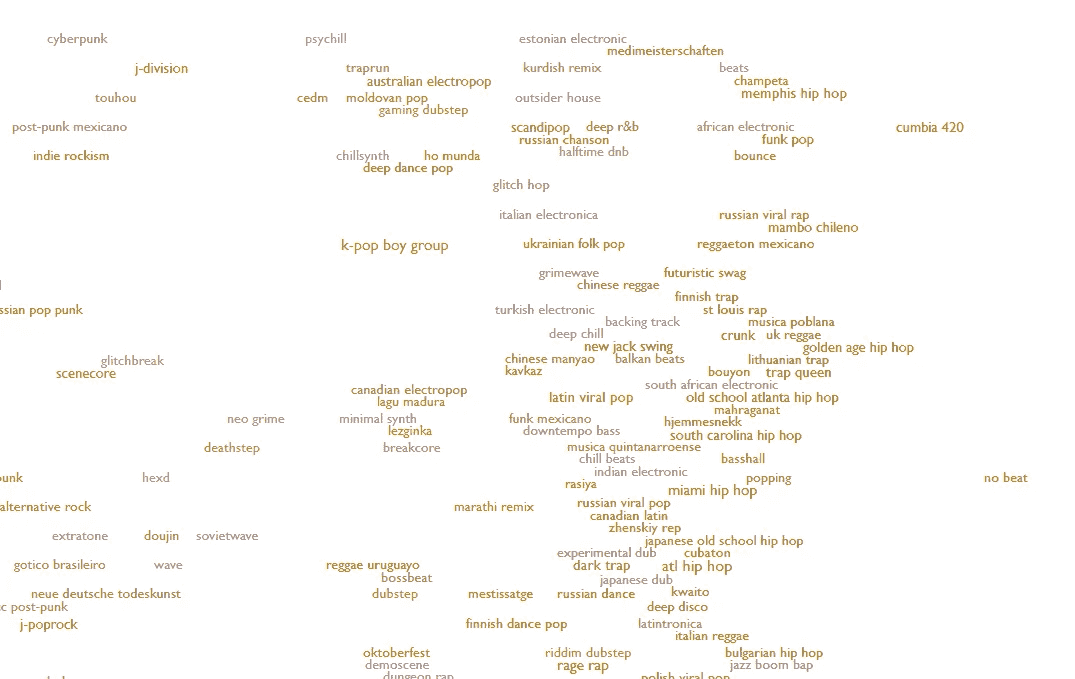 cyberpunk psychill estonian electronic
medimeisterschaften
j-division traprun kurdish remix beats
australian electropop champeta
touhou cedm moldovan pop outsider house memphis hip hop
gaming dubstep
post-punk mexicano scandipop deep r&b african electronic cumbia 420
russian chanson funk pop
indie rockism chillsynth ho munda halftime dnb bounce
deep dance pop
glitch hop
italian electronica russian viral rap
mambo chileno
k-pop boy group ukrainian folk pop reggaeton mexicano
grimewave futuristic swag
chinese reggae
finnish trap
ssian pop punk turkish electronic st louis rap
backing track musica poblana
deep chill crunk uk reggae
new jack swing golden age hip hop
glitchbreak chinese manyao balkan beats lithuanian trap
scenecore kavkaz bouyon trap queen
south african electronic
canadian electropop latin viral pop old school atlanta hip hop
lagu madura mahraganat
neo grime minimal synth funk mexicano hjemmesnekk
lezginka downtempo bass south carolina hip hop
deathstep breakcore musica quintanarroense
chill beats basshall
indian electronic
unk hexd rasiya popping no beat
miami hip hop
alternative rock marathi remix russian viral pop
canadian latin
zhenskiy rep
extratone doujin sovietwave japanese old school hip hop
experimental dub cubaton
gotico brasileiro wave reggae uruguayo dark trap atl hip hop
bossbeat japanese dub
neue deutsche todeskunst dubstep mestissatge russian dance kwaito
c post-punk deep disco
j-poprock finnish dance pop latintronica
italian reggae
oktoberfest riddim dubstep bulgarian hip hop
demoscene rage rap jazz boom bap
dungeon rap polish viral pop